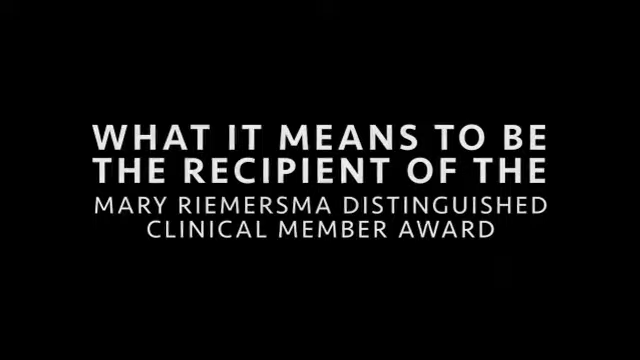 WHAT IT MEANS TO BE
THE RECIPIENT OF THE
MARY RIEMERSMA DISTINGUISHED
CLINICAL MEMBER AWARD